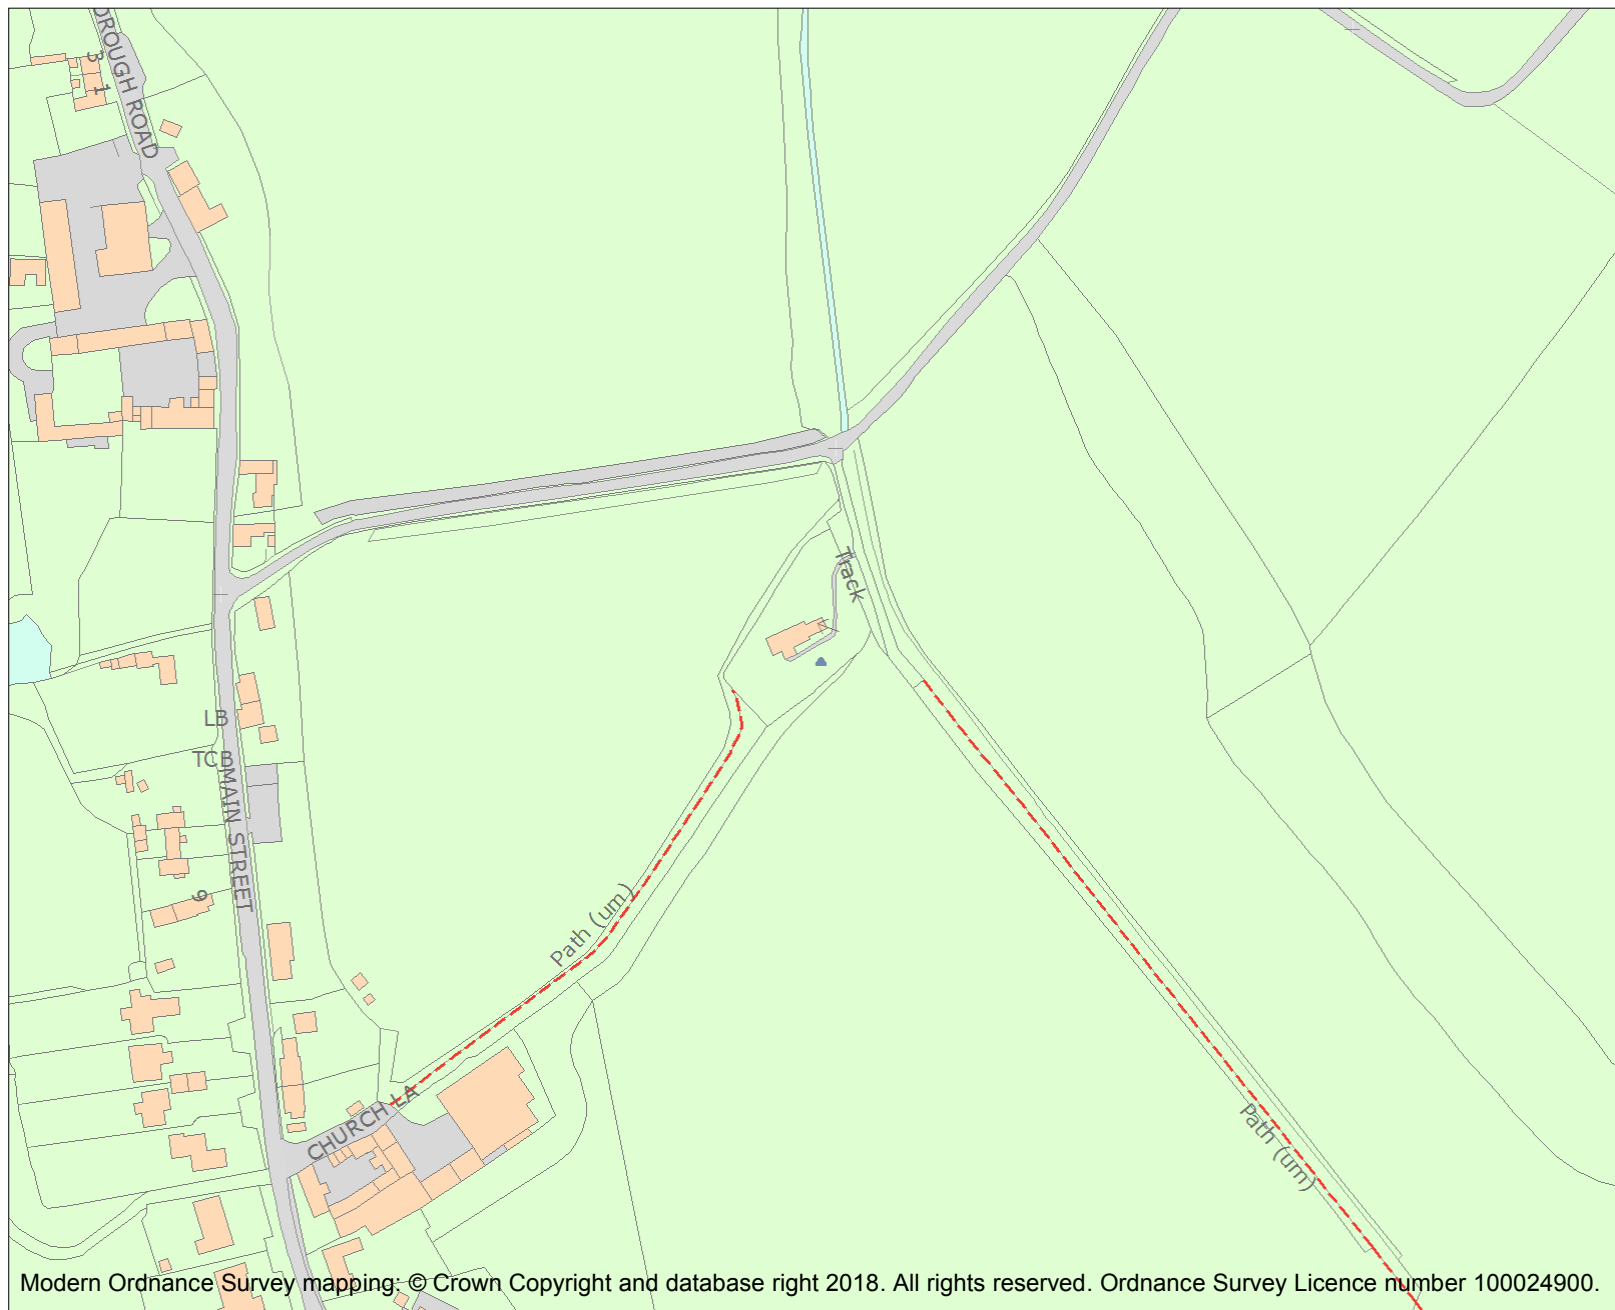 OROUGH ROAD
3
1
Track
LB
TCB
MAIN STREET
9
Path (um)
CHURCH LA
Path (um)
Modern Ordnance Survey mapping: © Crown Copyright and database right 2018. All rights reserved. Ordnance Survey Licence number 100024900.